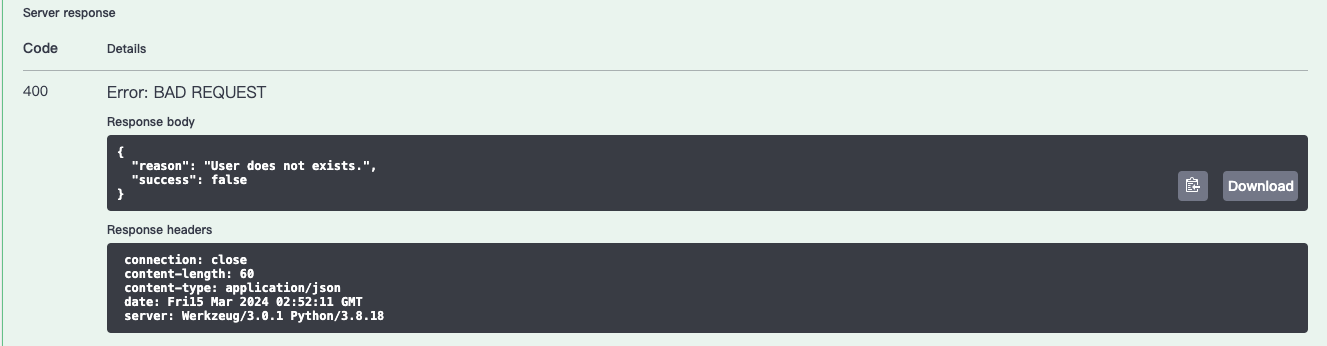 Server response
Code Details
400 Error: BAD REQUEST
Response body
{
"reason": "User does not exists.",
"success": false
}
Download
Response headers
connection: close
content-length: 60
content-type: application/json
date: Fri15 Mar 2024 02:52:11 GMT
server: Werkzeug/3.0.1 Python/3.8.18